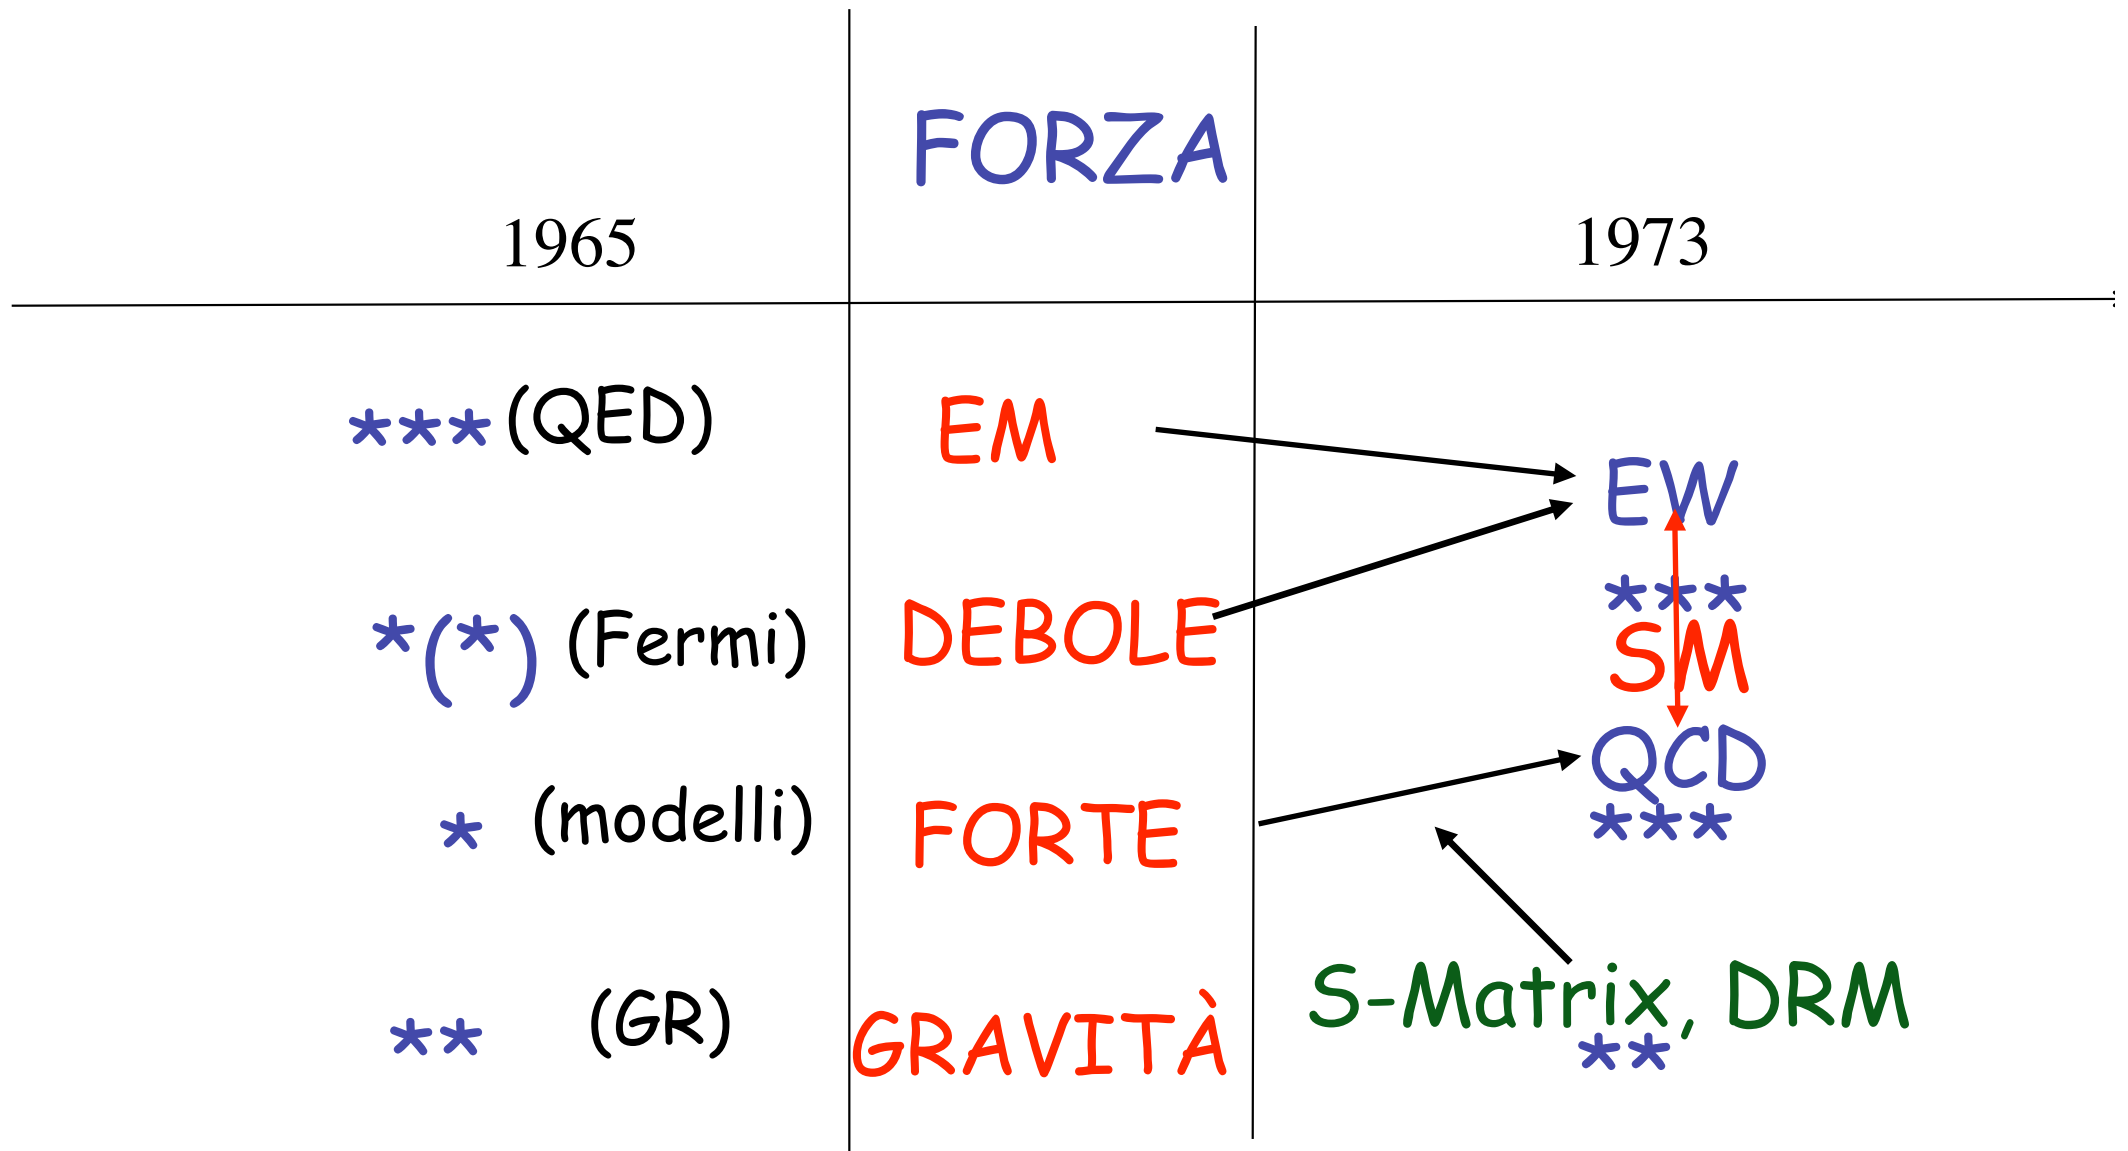 FORZA
1965 1973
*** (QED) EM
EW
***
*(*) (Fermi) DEBOLE
SM
QCD
* (modelli) FORTE
***
S-Matrix, DRM
** (GR) GRAVITÀ
**